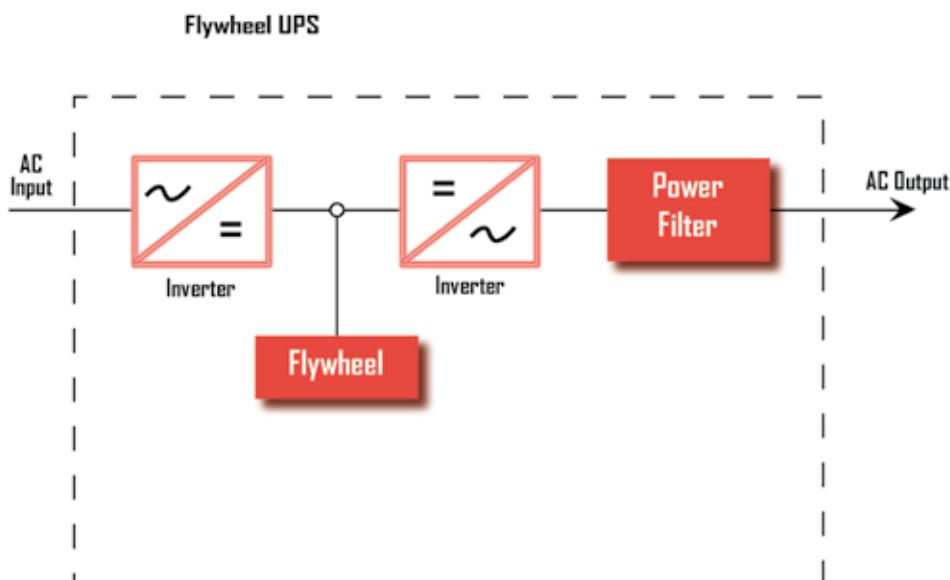 Flywheel UPS
AC
Input
Inverter
Inverter
Power
Filter
AC Output
Flywheel